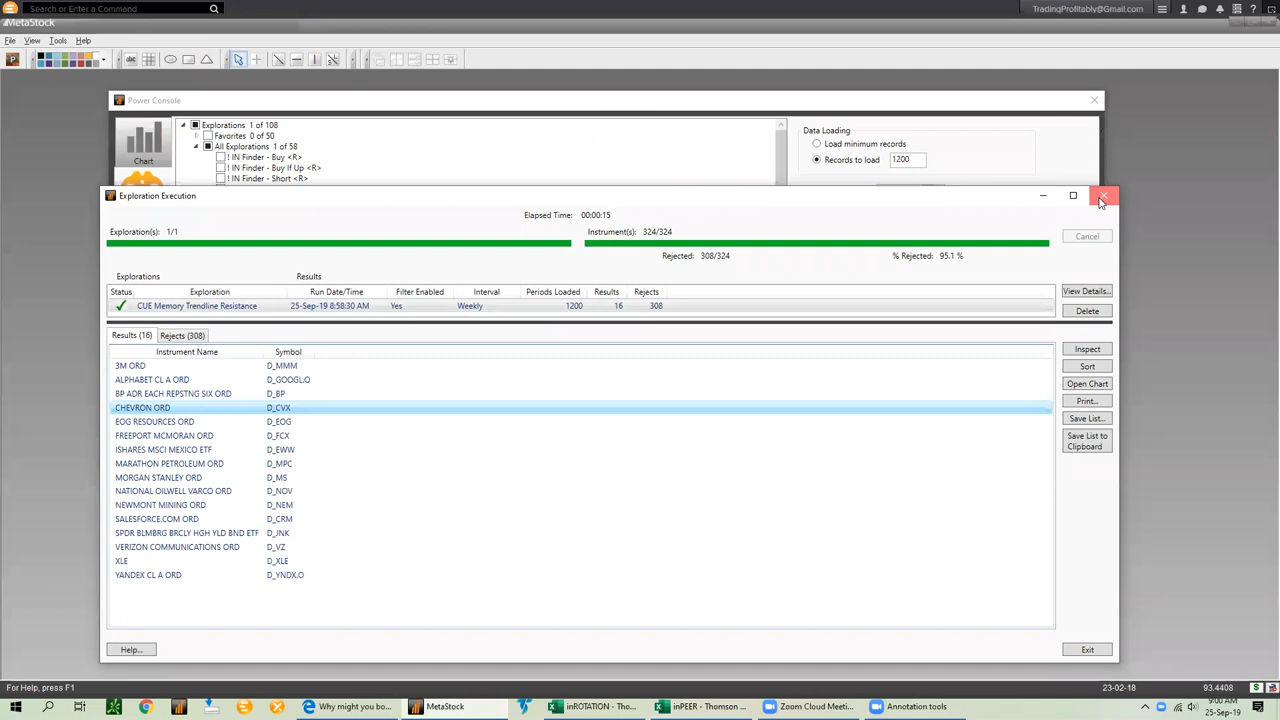 Search or Enter Command
TradingProfitably@Gmail.com
MetaStock
File View Tools Help
P
abc
Power Console
Explorations 1 of 108
Favorites 0 of 50
All Explorations 1 of 58
! IN Finder - Buy <R>
! IN Finder - Buy If Up <R>
! IN Finder - Short <R>
Chart
Data Loading
Load minimum records
Records to load 1200
Exploration Execution
Elapsed Time: 00:00:15
Exploration(s): 1/1
Instrument(s): 324/324
Cancel
Rejected: 308/324 % Rejected: 95.1 %
Explorations Results
Status Exploration Run Date/Time Filter Enabled Interval Periods Loaded Results Rejects
CUE Memory Trendline Resistance 25-Sep-19 8:58:30 AM Yes Weekly 1200 16 308
View Details...
Delete
Results (16) Rejects (308)
Instrument Name Symbol
3M ORD D_MMM
ALPHABET CL A ORD D_GOOGL.O
BP ADR EACH REPSTNG SIX ORD D_BP
CHEVRON ORD D_CVX
EOG RESOURCES ORD D_EOG
FREEPORT MCMORAN ORD D_FCX
ISHARES MSCI MEXICO ETF D_EWW
MARATHON PETROLEUM ORD D_MPC
MORGAN STANLEY ORD D_MS
NATIONAL OILWELL VARCO ORD D_NOV
NEWMONT MINING ORD D_NEM
SALESFORCE.COM ORD D_CRM
SPDR BLMBRG BRCLY HGH YLD BND ETF D_JNK
VERIZON COMMUNICATIONS ORD D_VZ
XLE D_XLE
YANDEX CL A ORD D_YNDX.O
Inspect
Sort
Open Chart
Print...
Save List...
Save List to
Clipboard
Help...
Exit
For Help, press F1
23-02-18 93.4408
Why might you bo...
MetaStock
inROTATION - Tho...
inPEER - Thomson ...
Zoom Cloud Meeti...
Annotation tools
9:00 AM
25-Sep-19